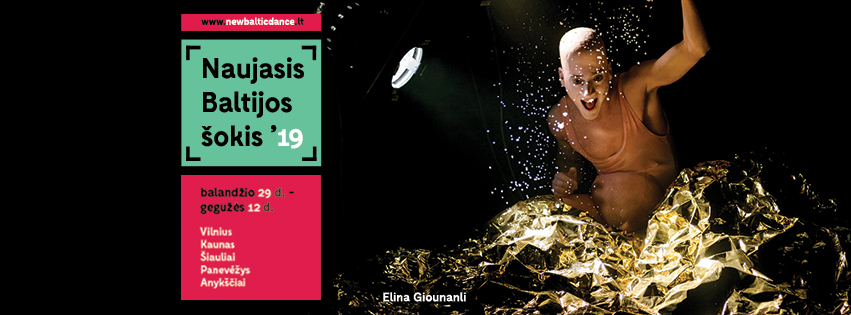 www.newbalticdance.lt
Naujasis
Baltijos
šokis ’19
balandžio 29 d. –
gegužės 12 d.
Vilnius
Kaunas
Šiauliai
Panevėžys
Anykščiai
Elina Giounanli